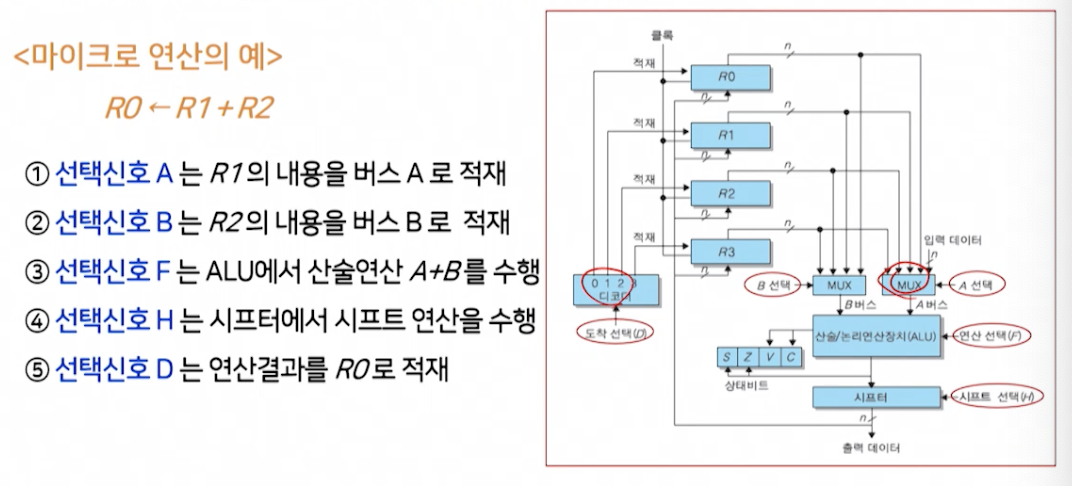 <마이크로 연산의 예>
R0 ← R1 + R2
① 선택신호 A 는 R1의 내용을 버스 A 로 적재
② 선택신호 B 는 R2의 내용을 버스 B 로 적재
③ 선택신호 F 는 ALU에서 산술연산 A+B 를 수행
④ 선택신호 H 는 시프터에서 시프트 연산을 수행
⑤ 선택신호 D 는 연산결과를 R0로 적재
클록
n
적재
R0
n
n
적재
R1
n
n
적재
R2
n
n
적재
R3
n
입력 데이터
n
0 1 2 3
디코더
B 선택
MUX
MUX
A 선택
B 버스
A 버스
도착 선택(D)
산술/논리연산장치(ALU)
연산 선택(F)
S Z V C
상태비트
시프터
시프트 선택(H)
n
출력 데이터